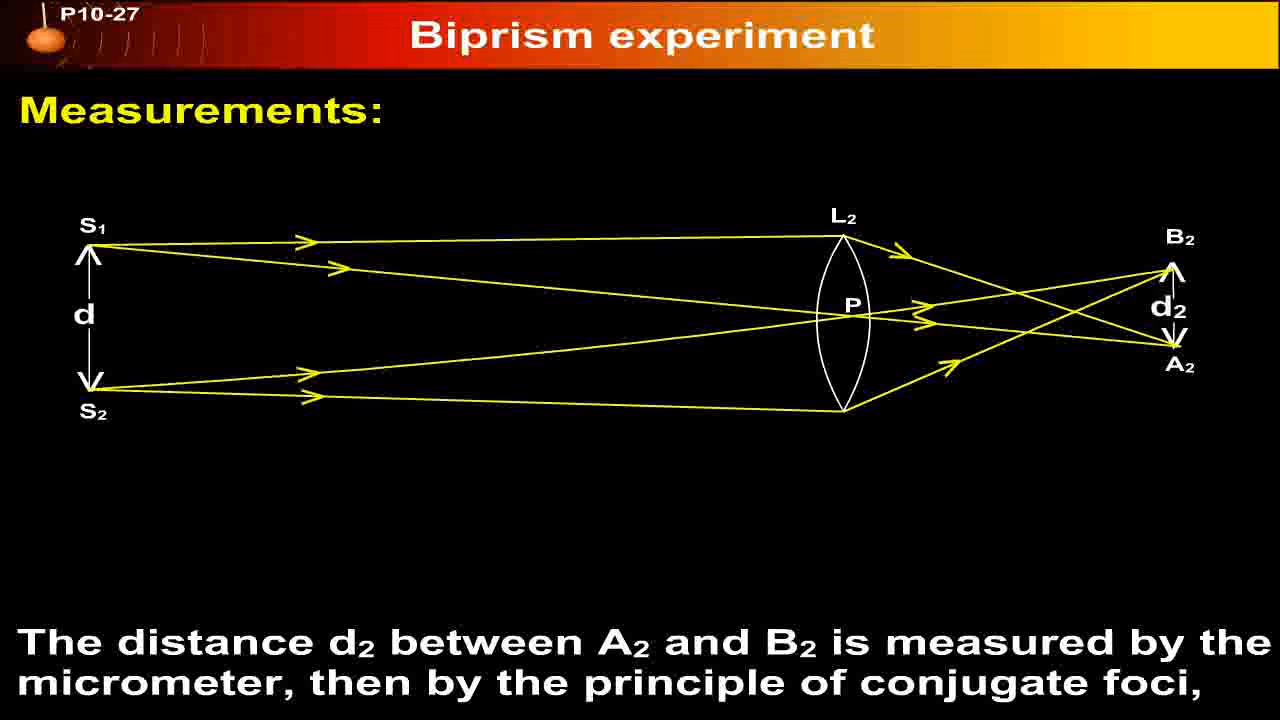 P10-27
Biprism experiment
Measurements:
S₁
L₂
B₂
P
d
d₂
A₂
S₂
The distance d₂ between A₂ and B₂ is measured by the
micrometer, then by the principle of conjugate foci,